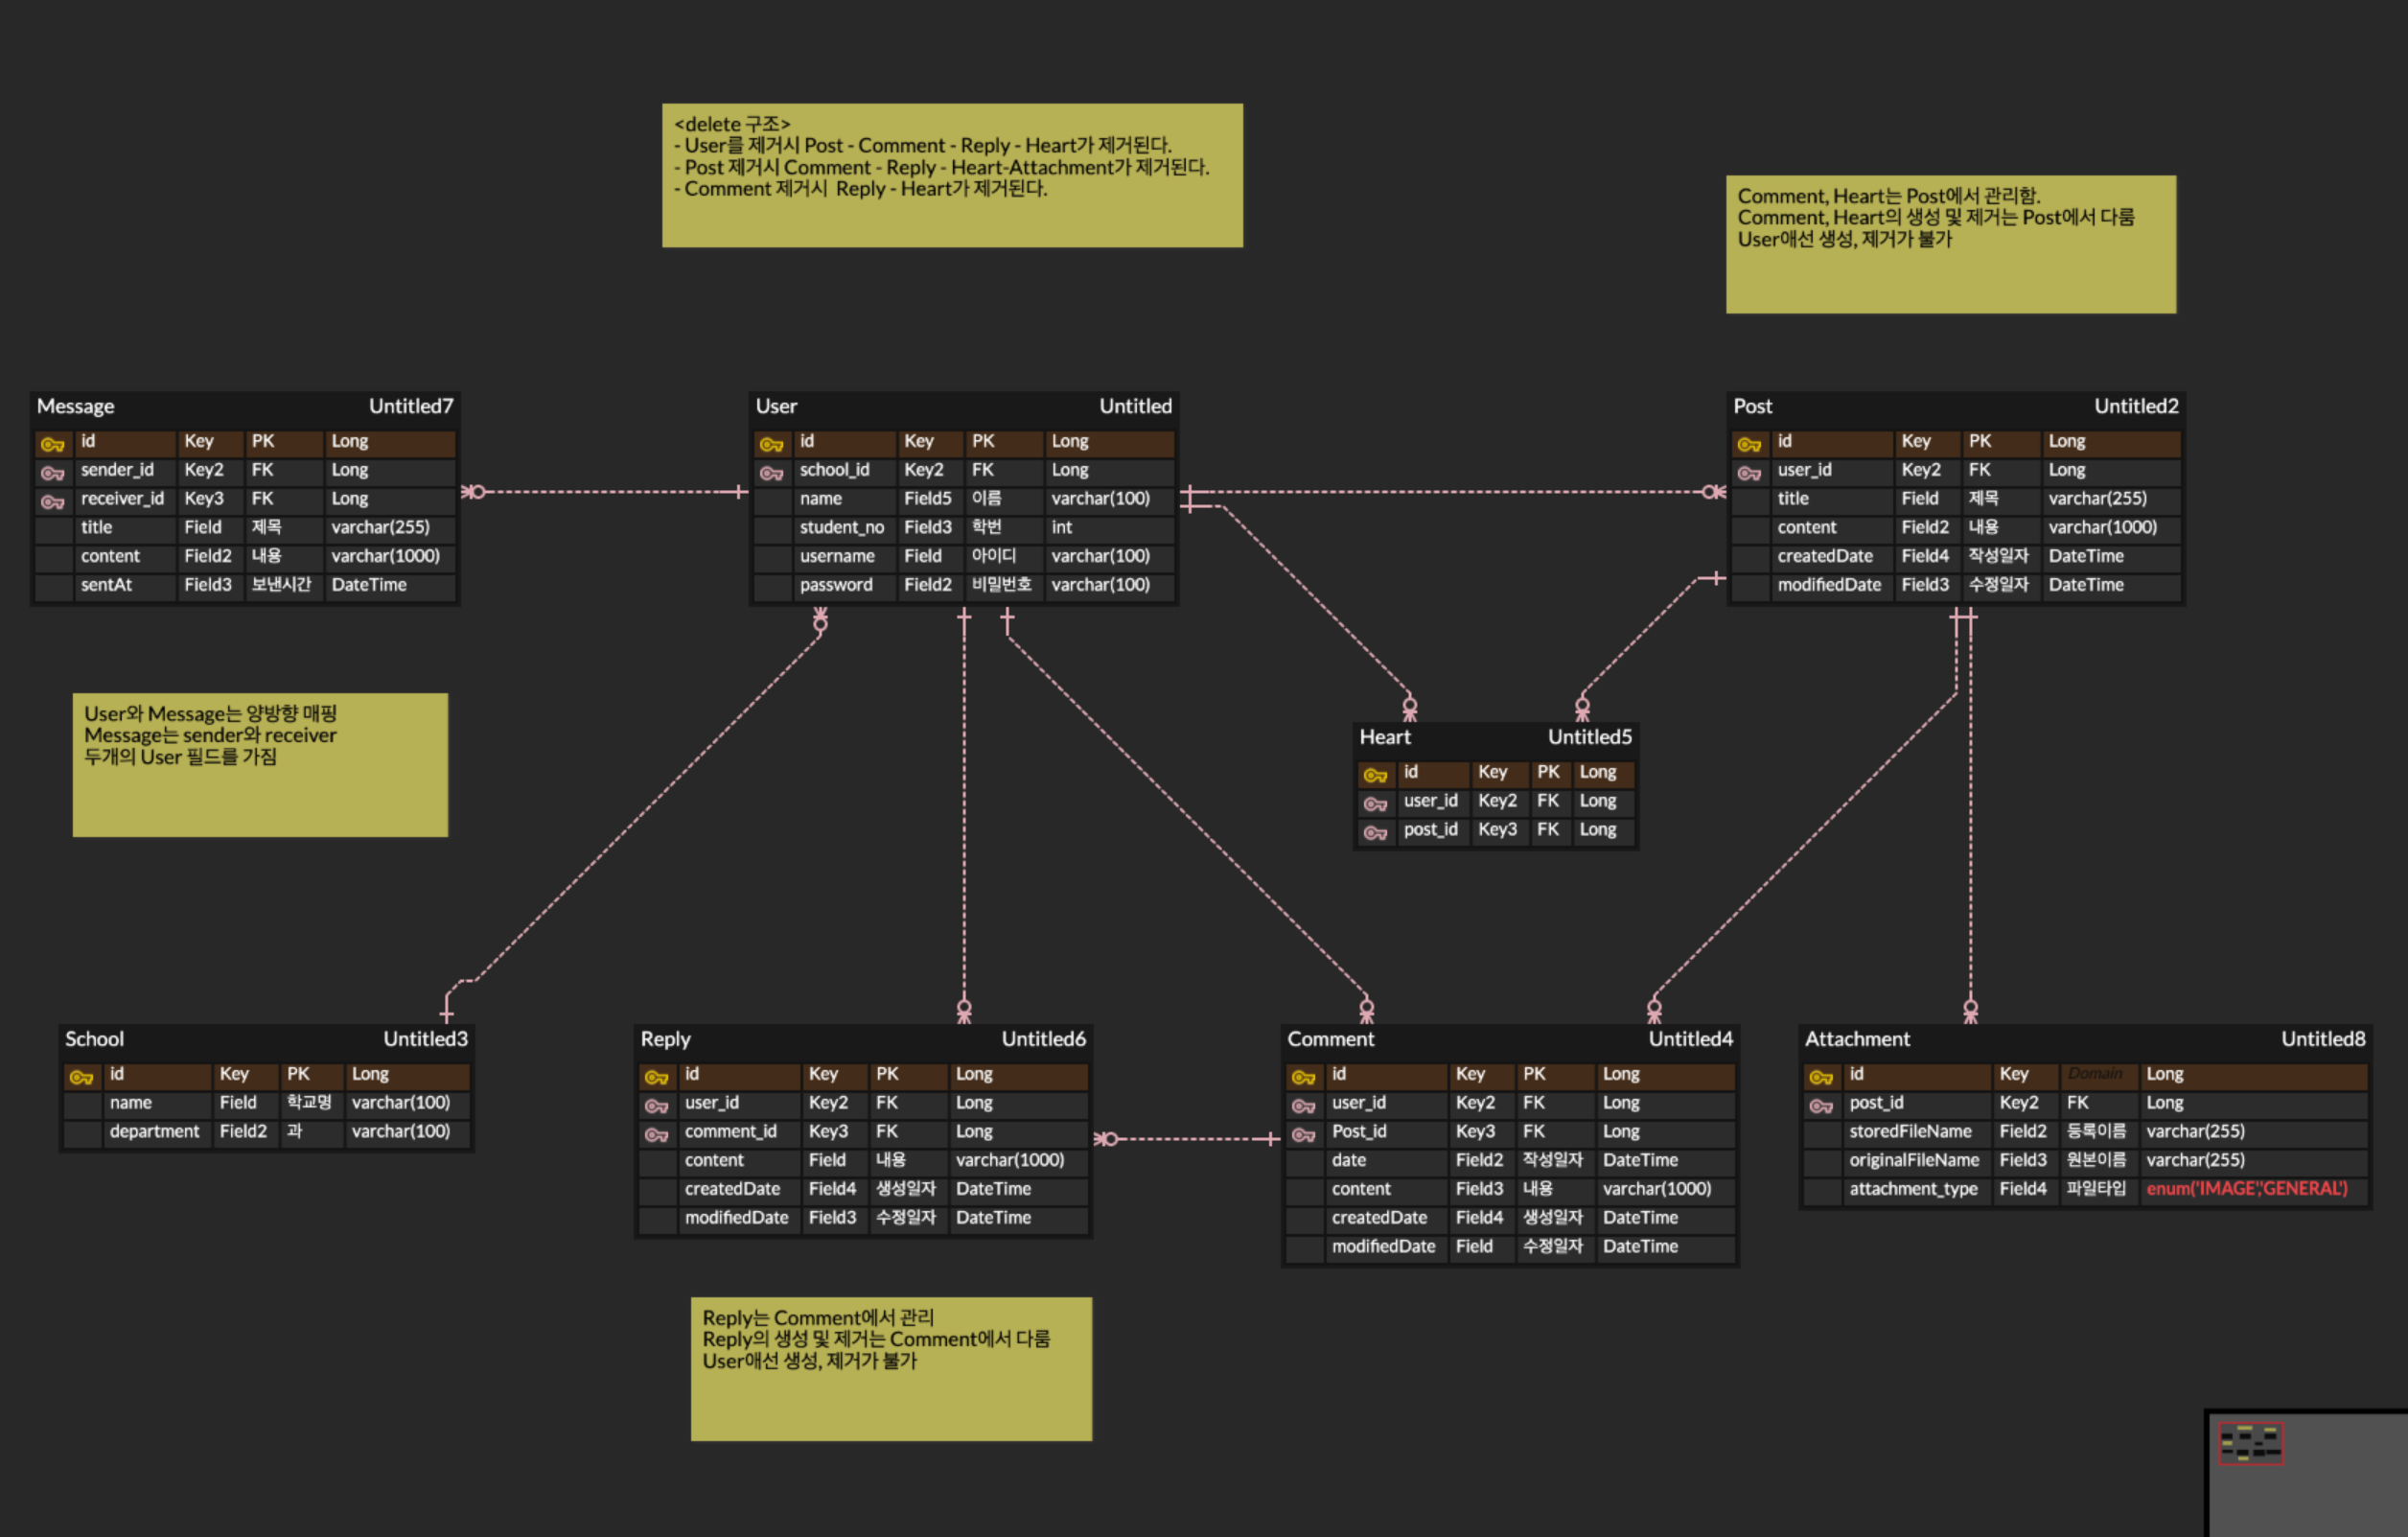 <delete 구조>
- User를 제거시 Post - Comment - Reply - Heart가 제거된다.
- Post 제거시 Comment - Reply - Heart-Attachment가 제거된다.
- Comment 제거시  Reply - Heart가 제거된다.
Comment, Heart는 Post에서 관리함.
Comment, Heart의 생성 및 제거는 Post에서 다룸
User애선 생성, 제거가 불가
Message Untitled7
id Key PK Long
sender_id Key2 FK Long
receiver_id Key3 FK Long
title Field 제목 varchar(255)
content Field2 내용 varchar(1000)
sentAt Field3 보낸시간 DateTime
User Untitled
id Key PK Long
school_id Key2 FK Long
name Field5 이름 varchar(100)
student_no Field3 학번 int
username Field 아이디 varchar(100)
password Field2 비밀번호 varchar(100)
Post Untitled2
id Key PK Long
user_id Key2 FK Long
title Field 제목 varchar(255)
content Field2 내용 varchar(1000)
createdDate Field4 작성일자 DateTime
modifiedDate Field3 수정일자 DateTime
User와 Message는 양방향 매핑
Message는 sender와 receiver
두개의 User 필드를 가짐
Heart Untitled5
id Key PK Long
user_id Key2 FK Long
post_id Key3 FK Long
School Untitled3
id Key PK Long
name Field 학교명 varchar(100)
department Field2 과 varchar(100)
Reply Untitled6
id Key PK Long
user_id Key2 FK Long
comment_id Key3 FK Long
content Field 내용 varchar(1000)
createdDate Field4 생성일자 DateTime
modifiedDate Field3 수정일자 DateTime
Comment Untitled4
id Key PK Long
user_id Key2 FK Long
Post_id Key3 FK Long
date Field2 작성일자 DateTime
content Field3 내용 varchar(1000)
createdDate Field4 생성일자 DateTime
modifiedDate Field 수정일자 DateTime
Attachment Untitled8
id Key Domain Long
post_id Key2 FK Long
storedFileName Field2 등록이름 varchar(255)
originalFileName Field3 원본이름 varchar(255)
attachment_type Field4 파일타입 enum('IMAGE','GENERAL')
Reply는 Comment에서 관리
Reply의 생성 및 제거는 Comment에서 다룸
User애선 생성, 제거가 불가